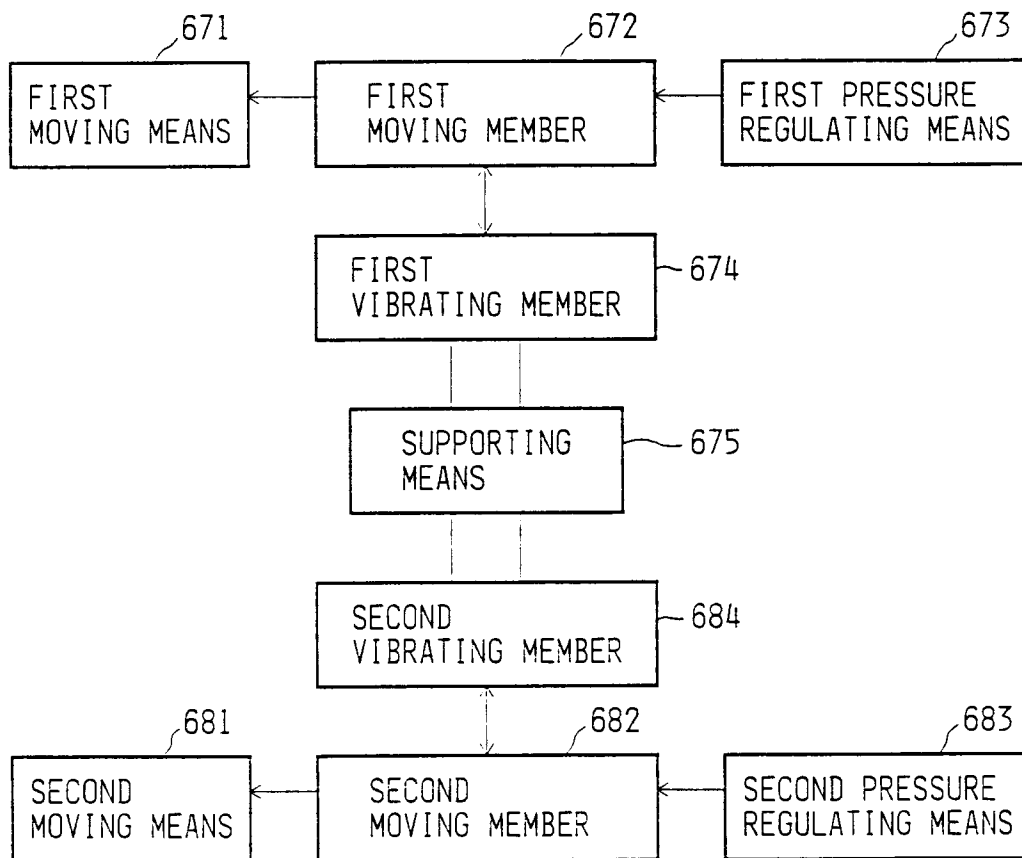 671
672
673
FIRST
MOVING MEANS
FIRST
MOVING MEMBER
FIRST PRESSURE
REGULATING MEANS
FIRST
VIBRATING MEMBER
674
SUPPORTING
MEANS
675
SECOND
VIBRATING MEMBER
684
681
682
683
SECOND
MOVING MEANS
SECOND
MOVING MEMBER
SECOND PRESSURE
REGULATING MEANS